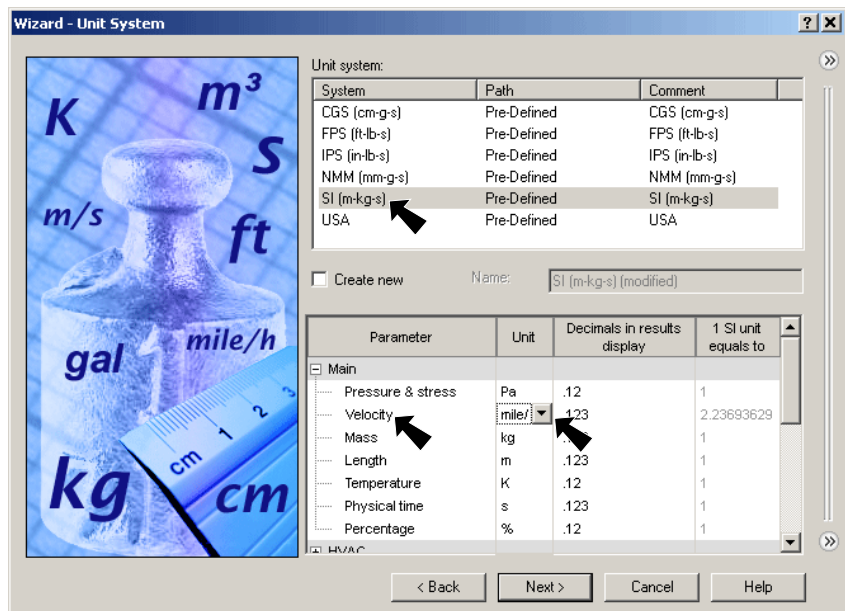 Wizard - Unit System
K
m³
S
m/s
ft
gal
mile/h
cm 1 2 3
kg
cm
Unit system:
System Path Comment
CGS (cm-g-s) Pre-Defined CGS (cm-g-s)
FPS (ft-lb-s) Pre-Defined FPS (ft-lb-s)
IPS (in-lb-s) Pre-Defined IPS (in-lb-s)
NMM (mm-g-s) Pre-Defined NMM (mm-g-s)
SI (m-kg-s) Pre-Defined SI (m-kg-s)
USA Pre-Defined USA
Create new Name: SI (m-kg-s) (modified)
Parameter Unit Decimals in results display 1 SI unit equals to
Main
Pressure & stress Pa .12 1
Velocity mile/ .123 2.23693629
Mass kg 1
Length m .123 1
Temperature K .12 1
Physical time s .123 1
Percentage % .12 1
HVAC
< Back Next > Cancel Help